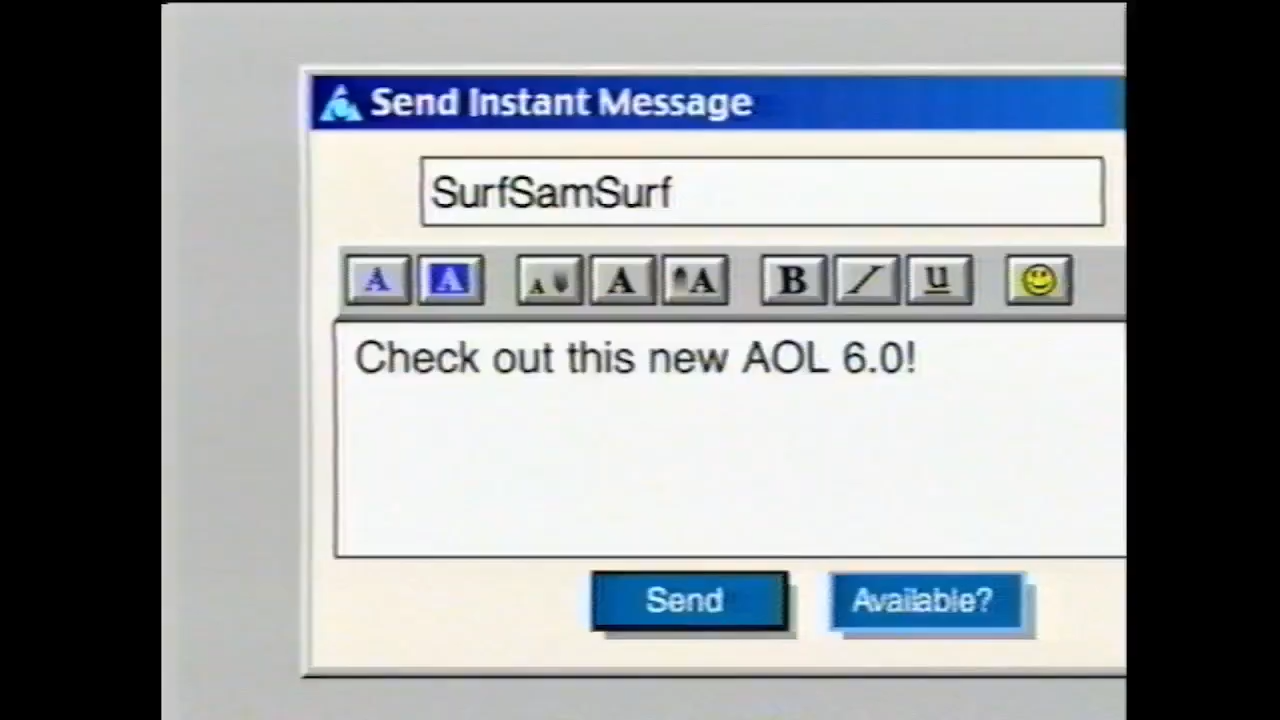 Send Instant Message
SurfSamSurf
A A A A A B I U
Check out this new AOL 6.0!
Send Available?